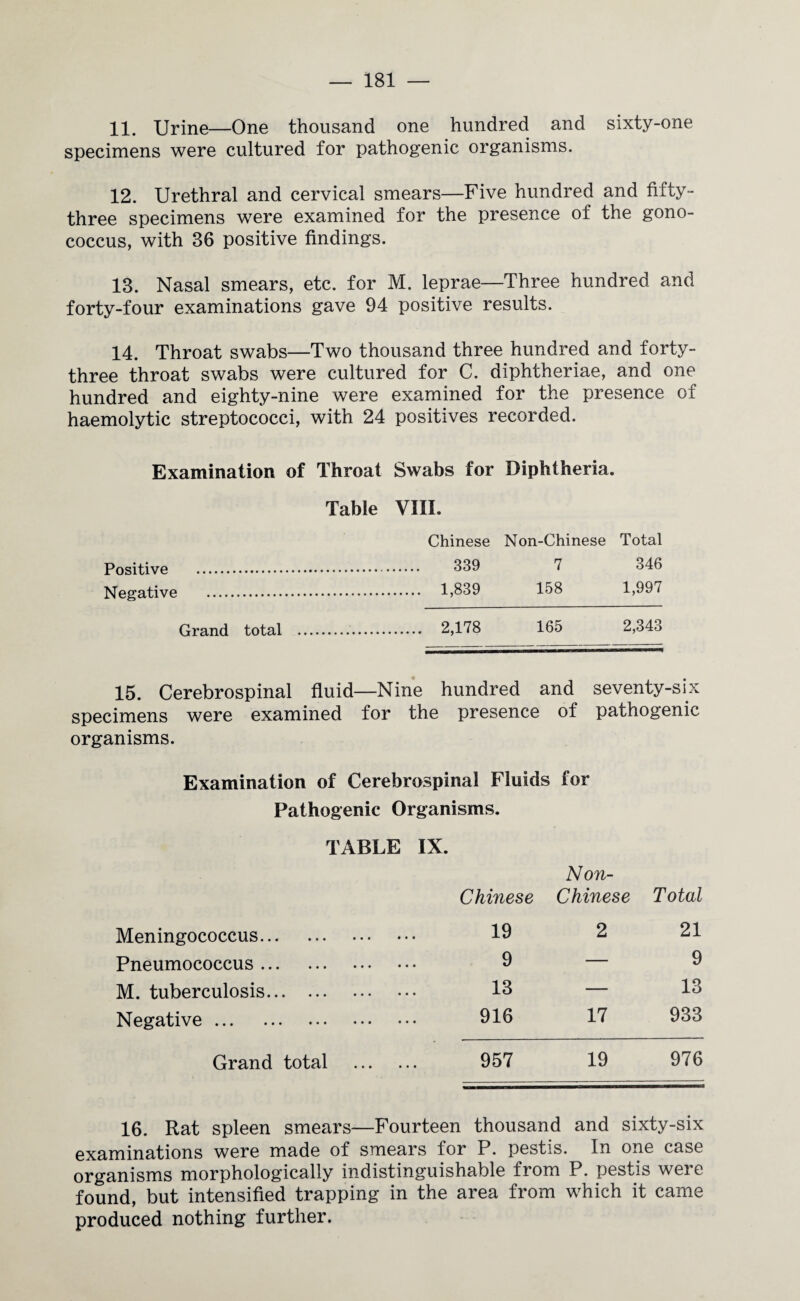 — 181 —
11. Urine—One thousand one hundred and sixty-one
specimens were cultured for pathogenic organisms.
12. Urethral and cervical smears—Five hundred and fifty-
three specimens were examined for the presence of the gono-
coccus, with 36 positive findings.
13. Nasal smears, etc. for M. leprae—Three hundred and
forty-four examinations gave 94 positive results.
14. Throat swabs—Two thousand three hundred and forty-
three throat swabs were cultured for C. diphtheriae, and one
hundred and eighty-nine were examined for the presence of
haemolytic streptococci, with 24 positives recorded.
Examination of Throat Swabs for Diphtheria.
Table VIII.
Chinese Non-Chinese Total
Positive ........................................ 339 7 346
Negative ........................................ 1,839 158 1,997
Grand total ....................... 2,178 165 2,343
15. Cerebrospinal fluid—Nine hundred and seventy-six
specimens were examined for the presence of pathogenic
organisms.
Examination of Cerebrospinal Fluids for
Pathogenic Organisms.
TABLE IX.
Non-
Chinese Chinese Total
Meningococcus... ... ... ... 19 2 21
Pneumococcus ... ... ... ... 9 — 9
M. tuberculosis... ... ... ... 13 — 13
Negative ... ... ... ... ... 916 17 933
Grand total ... ... 957 19 976
16. Rat spleen smears—Fourteen thousand and sixty-six
examinations were made of smears for P. pestis. In one case
organisms morphologically indistinguishable from P. pestis were
found, but intensified trapping in the area from which it came
produced nothing further.